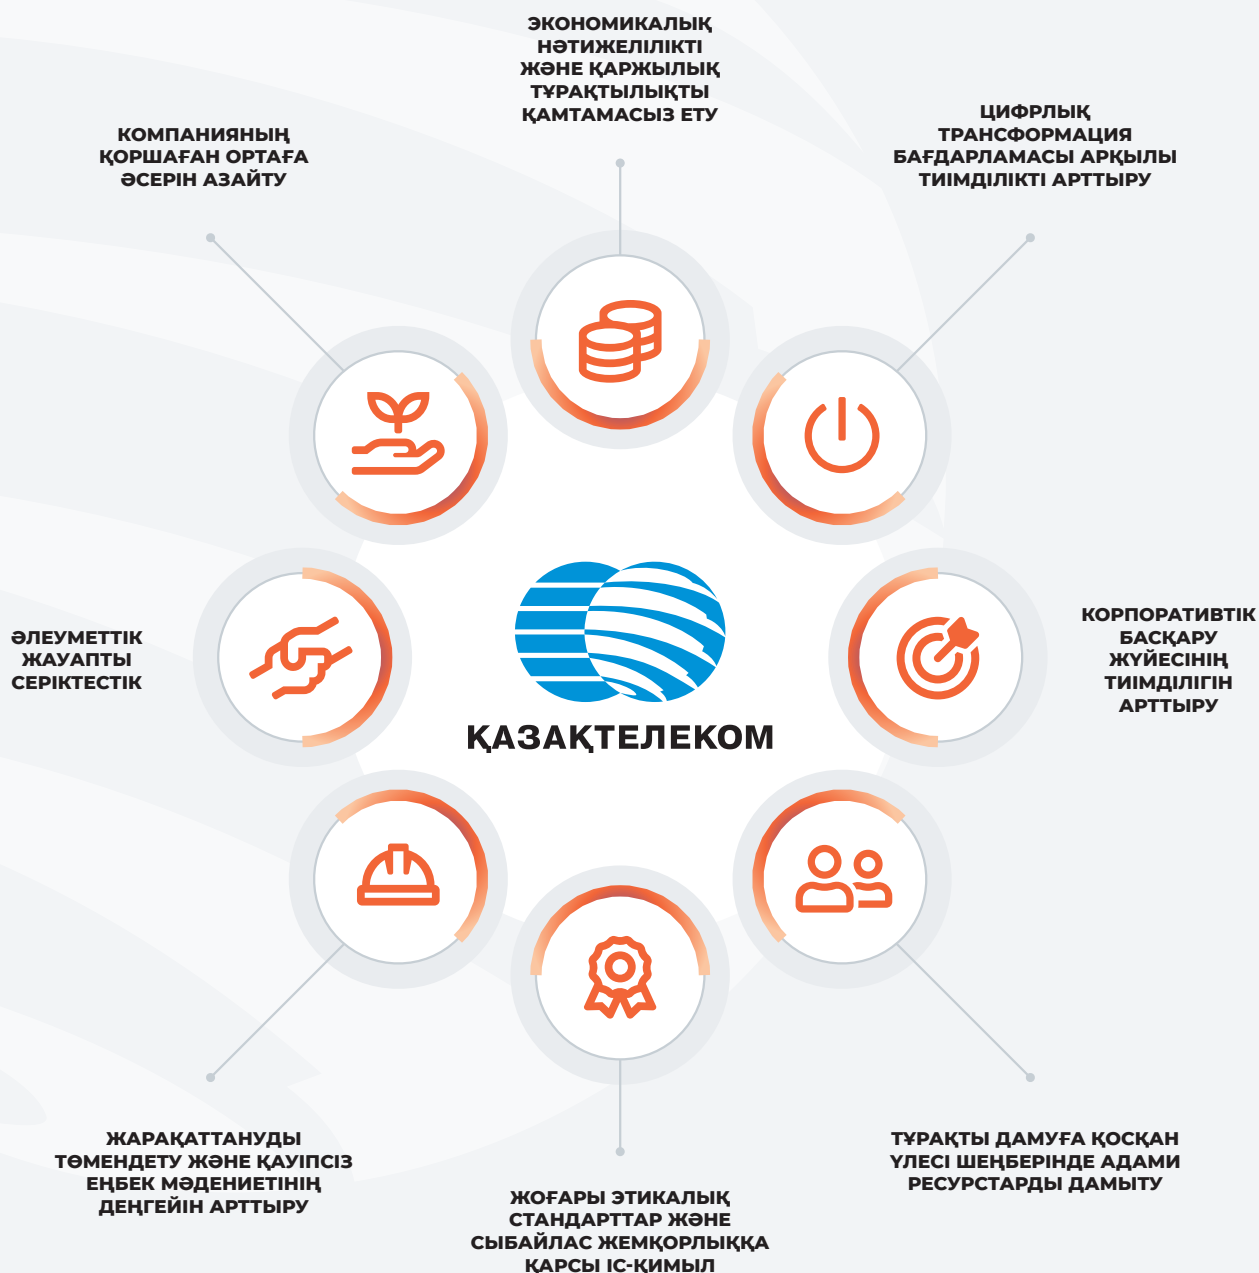 ЭКОНОМИКАЛЫҚ
НӘТИЖЕЛІЛІКТІ
ЖӘНЕ ҚАРЖЫЛЫҚ
ТҰРАҚТЫЛЫҚТЫ
ҚАМТАМАСЫЗ ЕТУ
КОМПАНИЯНЫҢ
ҚОРШАҒАН ОРТАҒА
ӘСЕРІН АЗАЙТУ
ЦИФРЛЫҚ
ТРАНСФОРМАЦИЯ
БАҒДАРЛАМАСЫ АРҚЫЛЫ
ТИІМДІЛІКТІ АРТТЫРУ
ӘЛЕУМЕТТІК
ЖАУАПТЫ
СЕРІКТЕСТІК
ҚАЗАҚТЕЛЕКОМ
КОРПОРАТИВТІК
БАСҚАРУ
ЖҮЙЕСІНІҢ
ТИІМДІЛІГІН
АРТТЫРУ
ЖАРАҚАТТАНУДЫ
ТӨМЕНДЕТУ ЖӘНЕ ҚАУІПСІЗ
ЕҢБЕК МӘДЕНИЕТІНІҢ
ДЕҢГЕЙІН АРТТЫРУ
ЖОҒАРЫ ЭТИКАЛЫҚ
СТАНДАРТТАР ЖӘНЕ
СЫБАЙЛАС ЖЕМҚОРЛЫҚҚА
ҚАРСЫ ІС-ҚИМЫЛ
ТҰРАҚТЫ ДАМУҒА ҚОСҚАН
ҮЛЕСІ ШЕҢБЕРІНДЕ АДАМИ
РЕСУРСТАРДЫ ДАМЫТУ